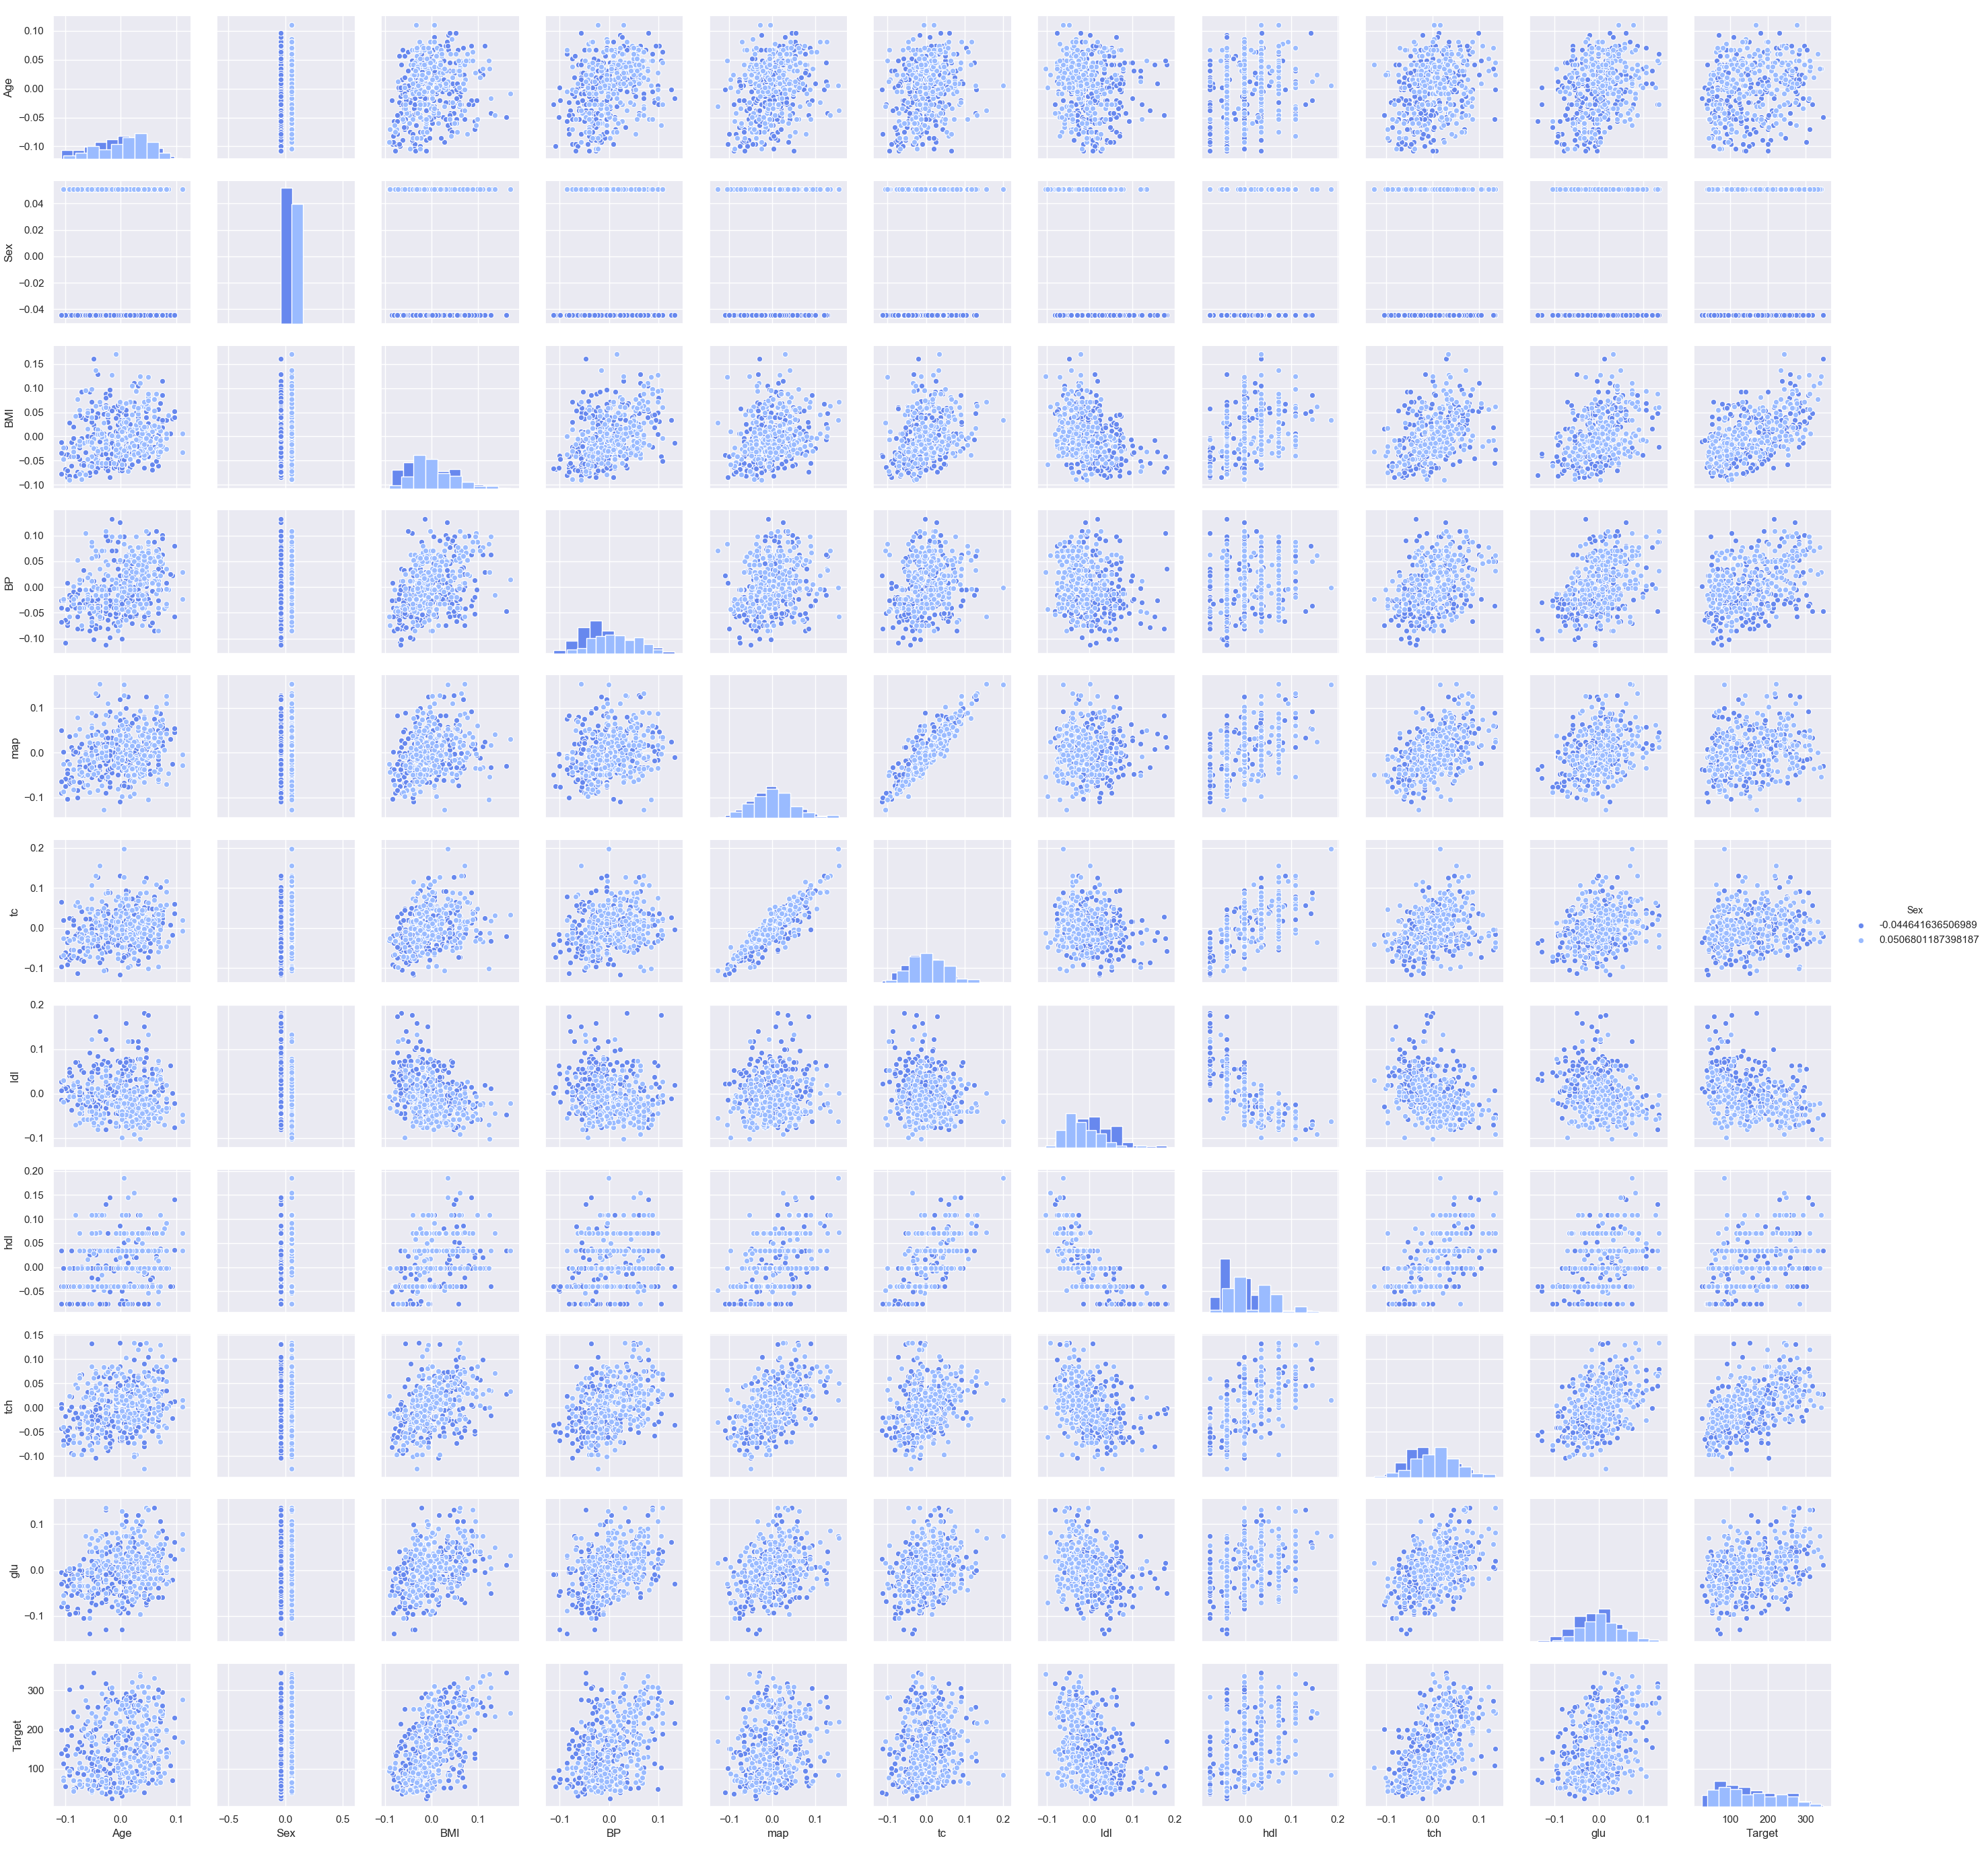 Age
0.10
0.05
0.00
−0.05
−0.10
Sex
0.04
0.02
0.00
−0.02
−0.04
BMI
0.15
0.10
0.05
0.00
−0.05
−0.10
BP
0.10
0.05
0.00
−0.05
−0.10
map
0.1
0.0
−0.1
tc
0.2
0.1
0.0
−0.1
Sex
-0.044641636506989
0.0506801187398187
ldl
0.2
0.1
0.0
−0.1
hdl
0.20
0.15
0.10
0.05
0.00
−0.05
tch
0.15
0.10
0.05
0.00
−0.05
−0.10
glu
0.1
0.0
−0.1
Target
300
200
100
−0.1 0.0 0.1
−0.5 0.0 0.5
−0.1 0.0 0.1
−0.1 0.0 0.1
−0.1 0.0 0.1
−0.1 0.0 0.1 0.2
−0.1 0.0 0.1 0.2
0.0 0.1 0.2
−0.1 0.0 0.1
−0.1 0.0 0.1
100 200 300
Age Sex BMI BP map tc ldl hdl tch glu Target